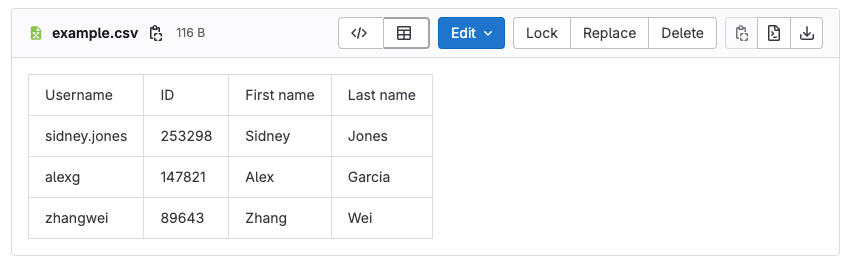 example.csv 116 B </> Edit Lock Replace Delete
Username ID First name Last name
sidney.jones 253298 Sidney Jones
alexg 147821 Alex Garcia
zhangwei 89643 Zhang Wei